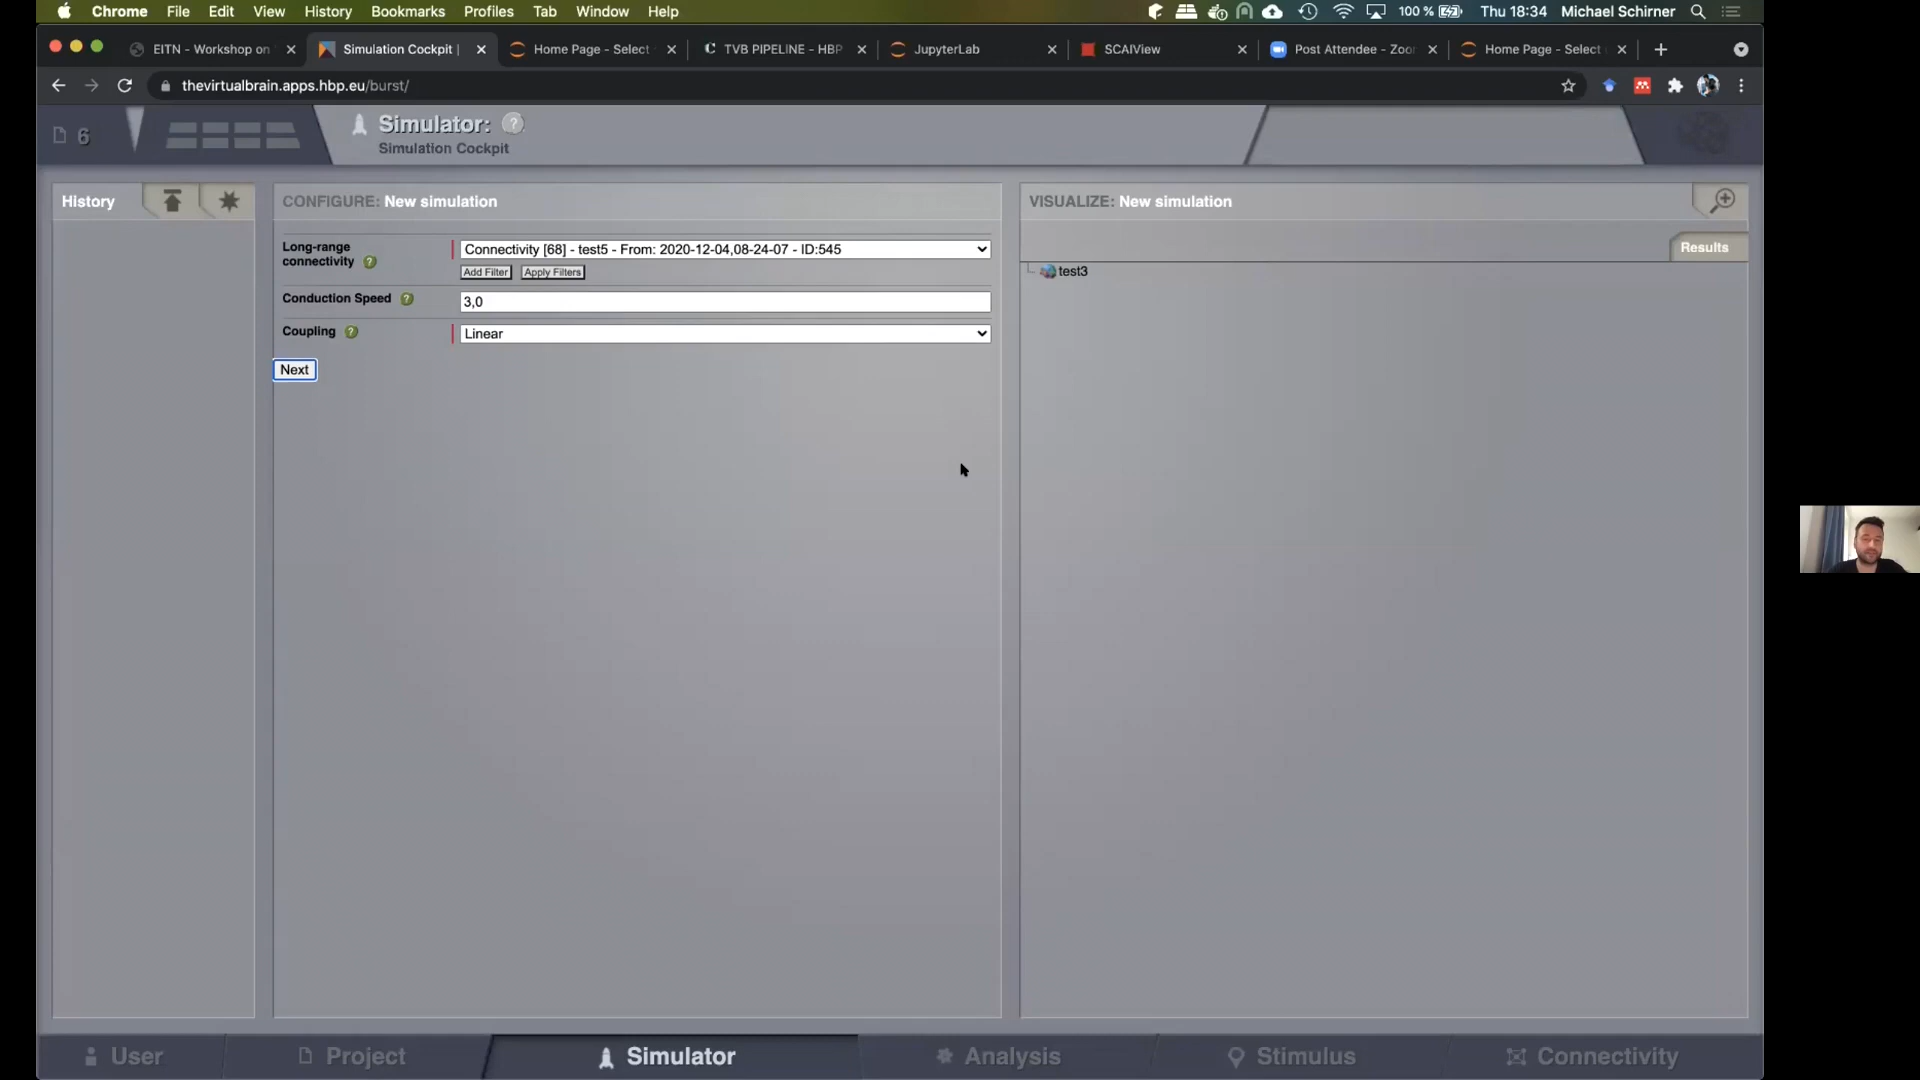 Chrome File Edit View History Bookmarks Profiles Tab Window Help 100 % Thu 18:34 Michael Schirner
EITN - Workshop on Simulation Cockpit | Home Page - Select TVB PIPELINE - HBP JupyterLab SCAIView Post Attendee - Zoo Home Page - Select
thevirtualbrain.apps.hbp.eu/burst/
6 Simulator: ?
Simulation Cockpit
History CONFIGURE: New simulation VISUALIZE: New simulation
Long-range connectivity ? Connectivity [68] - test5 - From: 2020-12-04,08-24-07 - ID:545
Add Filter Apply Filters
Results
test3
Conduction Speed ? 3,0
Coupling ? Linear
Next
User Project Simulator Analysis Stimulus Connectivity